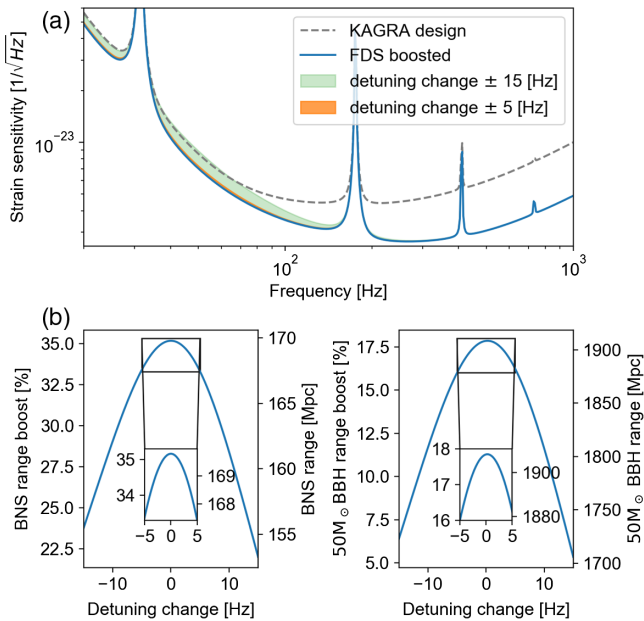 (a)
KAGRA design
FDS boosted
detuning change ± 15 [Hz]
detuning change ± 5 [Hz]
Strain sensitivity [1/√Hz]
10⁻²³
10² 10³
Frequency [Hz]
(b)
BNS range boost [%]
35.0
32.5
30.0
27.5
25.0
22.5
170
165
160
155
BNS range [Mpc]
35
34
169
168
−5 0 5
−10 0 10
Detuning change [Hz]
50M⊙ BBH range boost [%]
17.5
15.0
12.5
10.0
7.5
5.0
1900
1850
1800
1750
1700
50M⊙ BBH range [Mpc]
18
17
16
1900
1880
−5 0 5
−10 0 10
Detuning change [Hz]